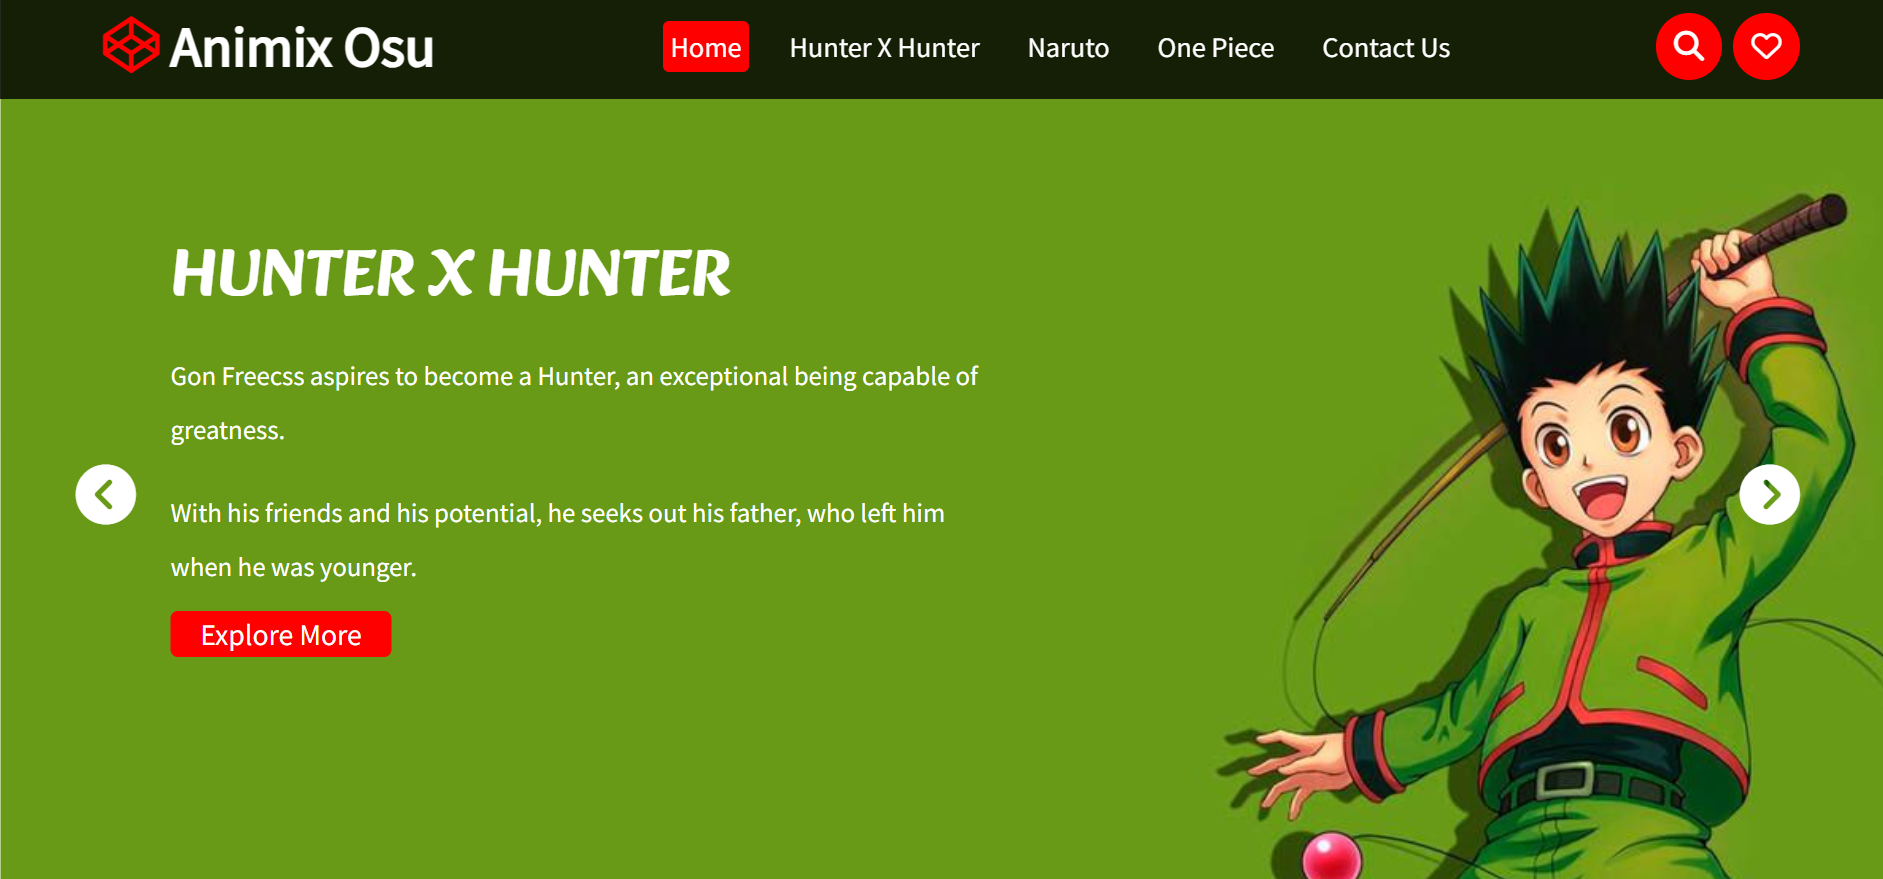 Animix Osu
Home
Hunter X Hunter
Naruto
One Piece
Contact Us
HUNTER X HUNTER
Gon Freecss aspires to become a Hunter, an exceptional being capable of
greatness.
With his friends and his potential, he seeks out his father, who left him
when he was younger.
Explore More